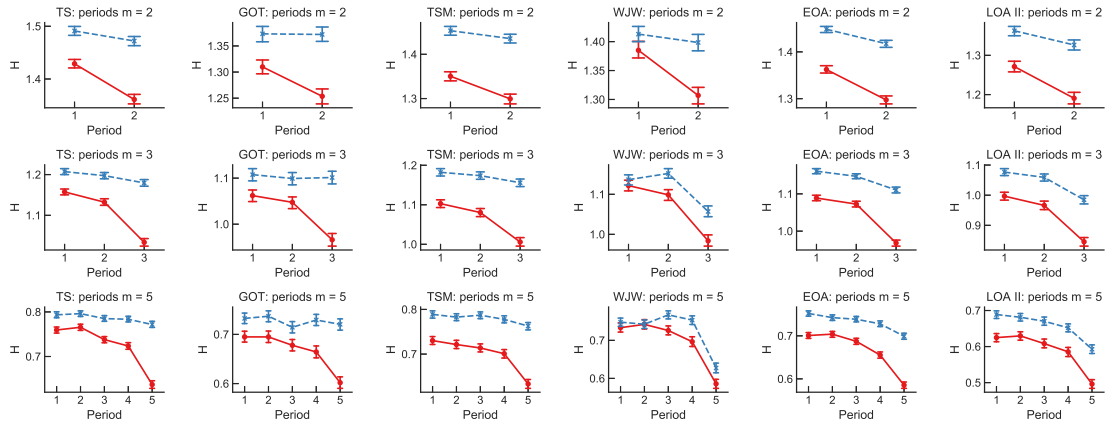 TS: periods m = 2
H
1.5
1.4
1
2
Period
GOT: periods m = 2
H
1.35
1.30
1.25
1
2
Period
TSM: periods m = 2
H
1.4
1.3
1
2
Period
WJW: periods m = 2
H
1.40
1.35
1.30
1
2
Period
EOA: periods m = 2
H
1.4
1.3
1
2
Period
LOA II: periods m = 2
H
1.3
1.2
1
2
Period
TS: periods m = 3
H
1.2
1.1
1 2 3
Period
GOT: periods m = 3
H
1.1
1.0
1 2 3
Period
TSM: periods m = 3
H
1.2
1.1
1.0
1 2 3
Period
WJW: periods m = 3
H
1.1
1.0
1 2 3
Period
EOA: periods m = 3
H
1.1
1.0
1 2 3
Period
LOA II: periods m = 3
H
1.1
1.0
0.9
1 2 3
Period
TS: periods m = 5
H
0.8
0.7
1 2 3 4 5
Period
GOT: periods m = 5
H
0.7
0.6
1 2 3 4 5
Period
TSM: periods m = 5
H
0.8
0.7
1 2 3 4 5
Period
WJW: periods m = 5
H
0.7
0.6
1 2 3 4 5
Period
EOA: periods m = 5
H
0.7
0.6
1 2 3 4 5
Period
LOA II: periods m = 5
H
0.7
0.6
0.5
1 2 3 4 5
Period